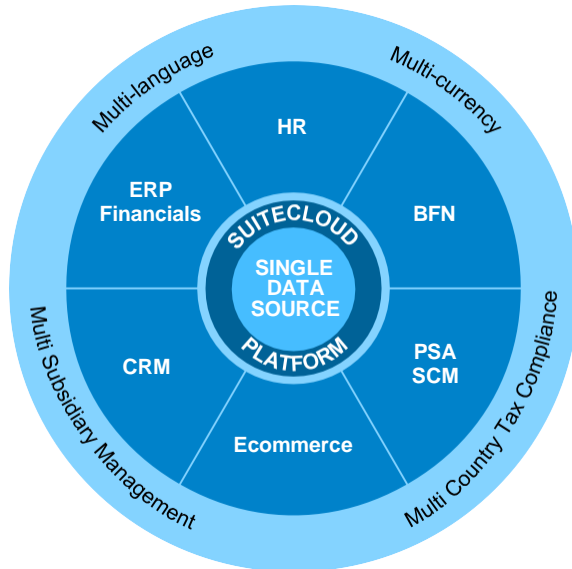 Multi-language
Multi-currency
HR
ERP
Financials
BFN
SUITECLOUD
SINGLE
DATA
SOURCE
PLATFORM
CRM
PSA
SCM
Ecommerce
Multi Subsidiary Management
Multi Country Tax Compliance